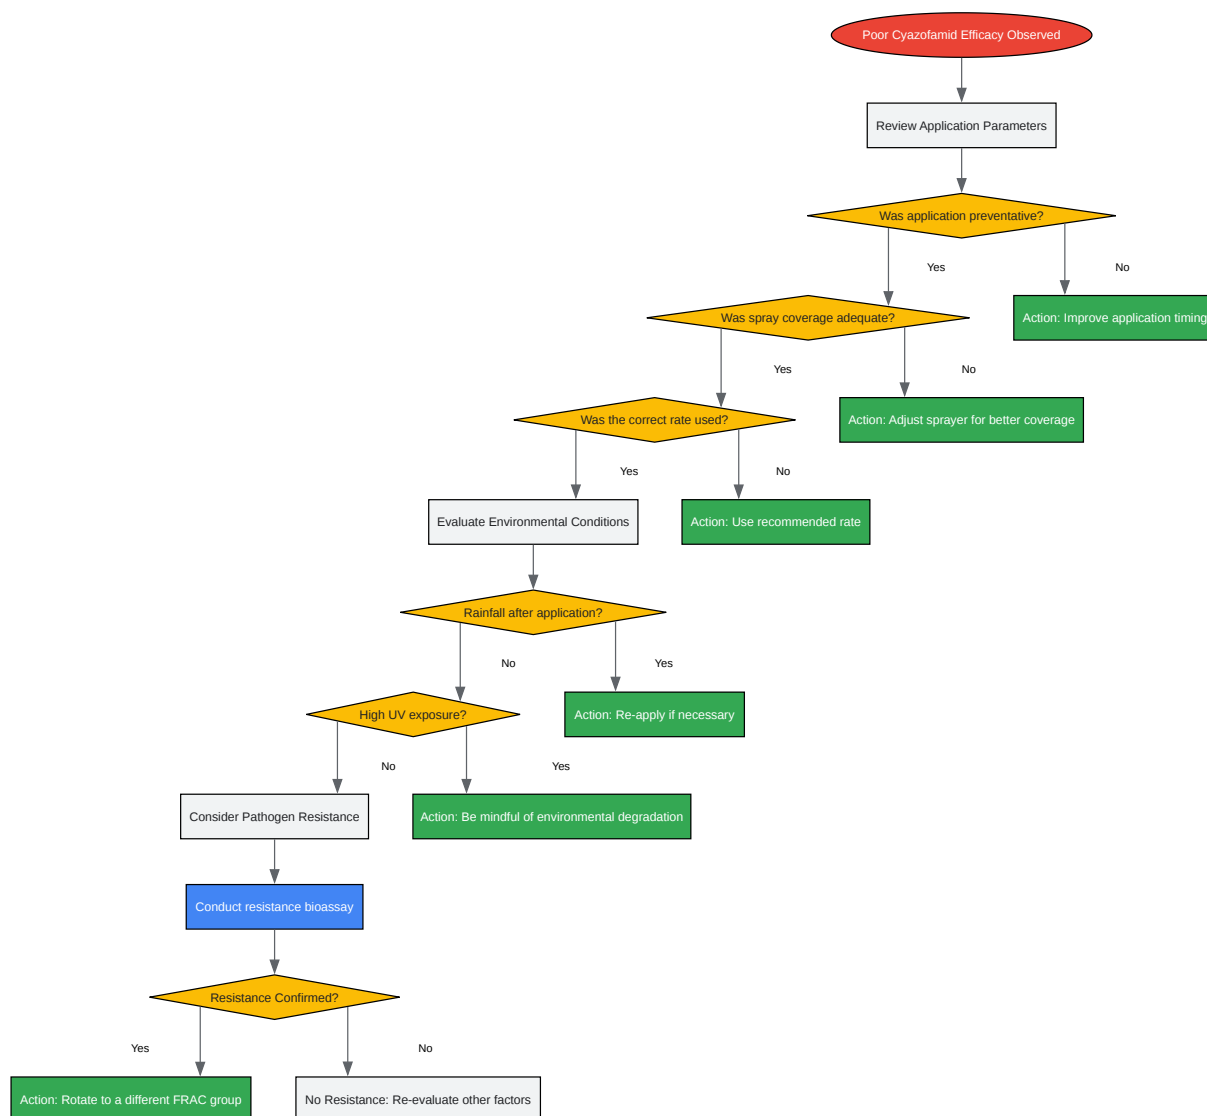 Poor Cyazofamid Efficacy Observed
Review Application Parameters
Was application preventative?
Yes
No
Was spray coverage adequate?
Action: Improve application timing
Yes
No
Was the correct rate used?
Action: Adjust sprayer for better coverage
Yes
No
Evaluate Environmental Conditions
Action: Use recommended rate
Rainfall after application?
No
Yes
High UV exposure?
Action: Re-apply if necessary
No
Yes
Consider Pathogen Resistance
Action: Be mindful of environmental degradation
Conduct resistance bioassay
Resistance Confirmed?
Yes
No
Action: Rotate to a different FRAC group
No Resistance: Re-evaluate other factors